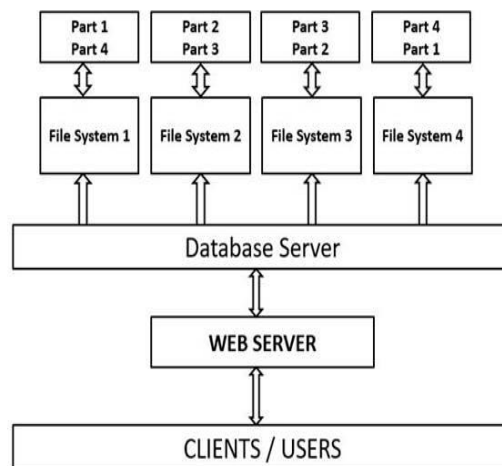 Part 1
Part 4
Part 2
Part 3
Part 3
Part 2
Part 4
Part 1
File System 1
File System 2
File System 3
File System 4
Database Server
WEB SERVER
CLIENTS / USERS